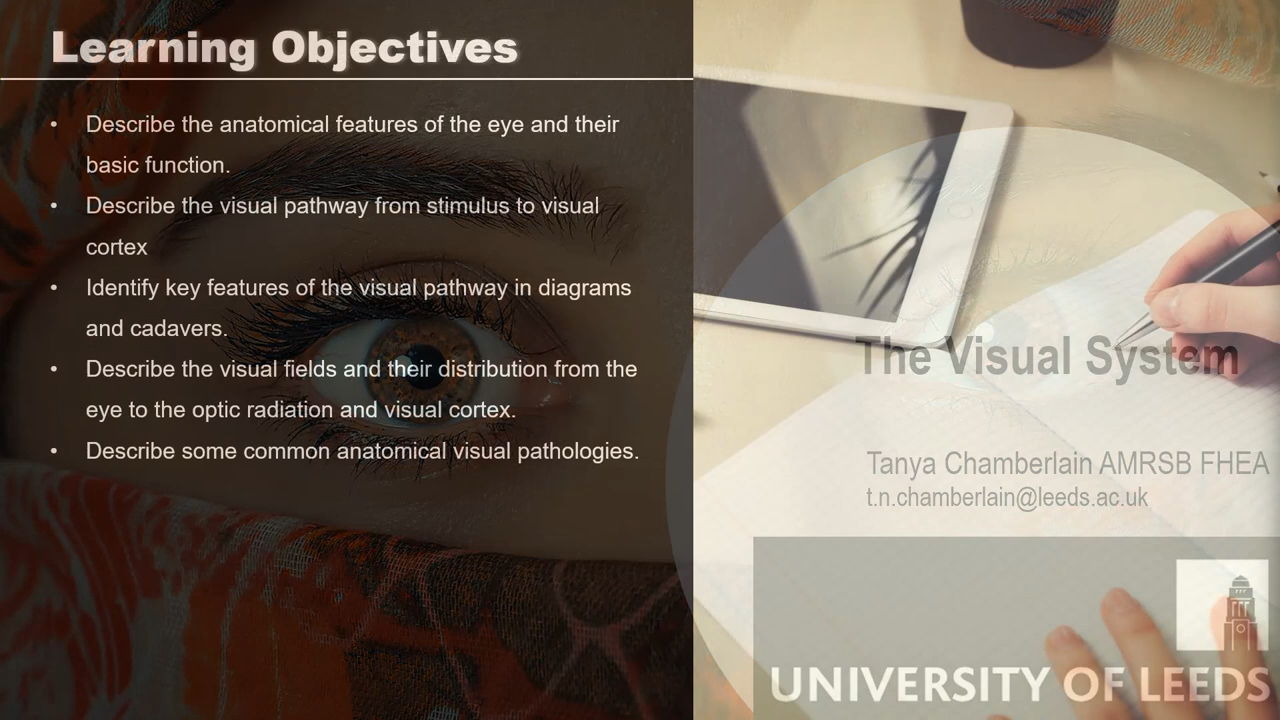 Learning Objectives
• Describe the anatomical features of the eye and their
basic function.
• Describe the visual pathway from stimulus to visual
cortex
• Identify key features of the visual pathway in diagrams
and cadavers.
• Describe the visual fields and their distribution from the
eye to the optic radiation and visual cortex.
• Describe some common anatomical visual pathologies.
The Visual System
Tanya Chamberlain AMRSB FHEA
t.n.chamberlain@leeds.ac.uk
UNIVERSITY OF LEEDS